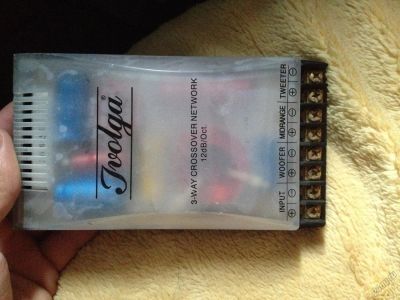 Ivolga®
3-WAY CROSSOVER NETWORK
12dB/Oct.
INPUT WOOFER MIDRANGE TWEETER
⊕ ⊖ ⊕ ⊖ ⊕ ⊖ ⊕ ⊖